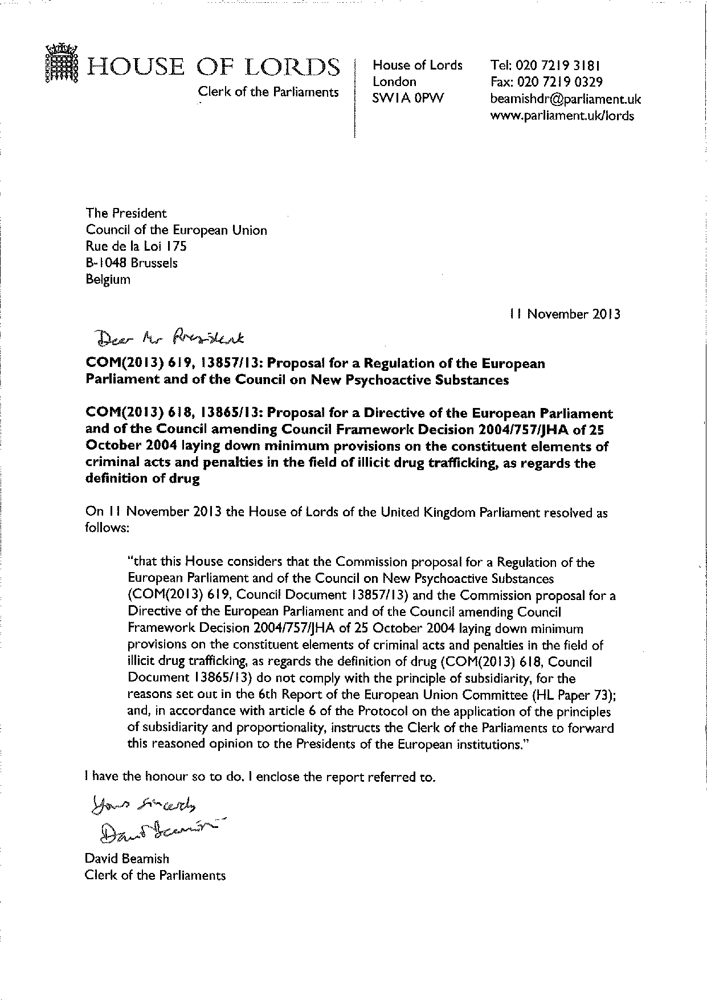 HOUSE OF LORDS
Clerk of the Parliaments
House of Lords
London
SW1A 0PW
Tel: 020 7219 3181
Fax: 020 7219 0329
beamishdr@parliament.uk
www.parliament.uk/lords
The President
Council of the European Union
Rue de la Loi 175
B-1048 Brussels
Belgium
11 November 2013
Dear Mr President
COM(2013) 619, 13857/13: Proposal for a Regulation of the European
Parliament and of the Council on New Psychoactive Substances
COM(2013) 618, 13865/13: Proposal for a Directive of the European Parliament
and of the Council amending Council Framework Decision 2004/757/JHA of 25
October 2004 laying down minimum provisions on the constituent elements of
criminal acts and penalties in the field of illicit drug trafficking, as regards the
definition of drug
On 11 November 2013 the House of Lords of the United Kingdom Parliament resolved as
follows:
“that this House considers that the Commission proposal for a Regulation of the
European Parliament and of the Council on New Psychoactive Substances
(COM(2013) 619, Council Document 13857/13) and the Commission proposal for a
Directive of the European Parliament and of the Council amending Council
Framework Decision 2004/757/JHA of 25 October 2004 laying down minimum
provisions on the constituent elements of criminal acts and penalties in the field of
illicit drug trafficking, as regards the definition of drug (COM(2013) 618, Council
Document 13865/13) do not comply with the principle of subsidiarity, for the
reasons set out in the 6th Report of the European Union Committee (HL Paper 73);
and, in accordance with article 6 of the Protocol on the application of the principles
of subsidiarity and proportionality, instructs the Clerk of the Parliaments to forward
this reasoned opinion to the Presidents of the European institutions.”
I have the honour so to do. I enclose the report referred to.
Yours sincerely
David Beamish
David Beamish
Clerk of the Parliaments